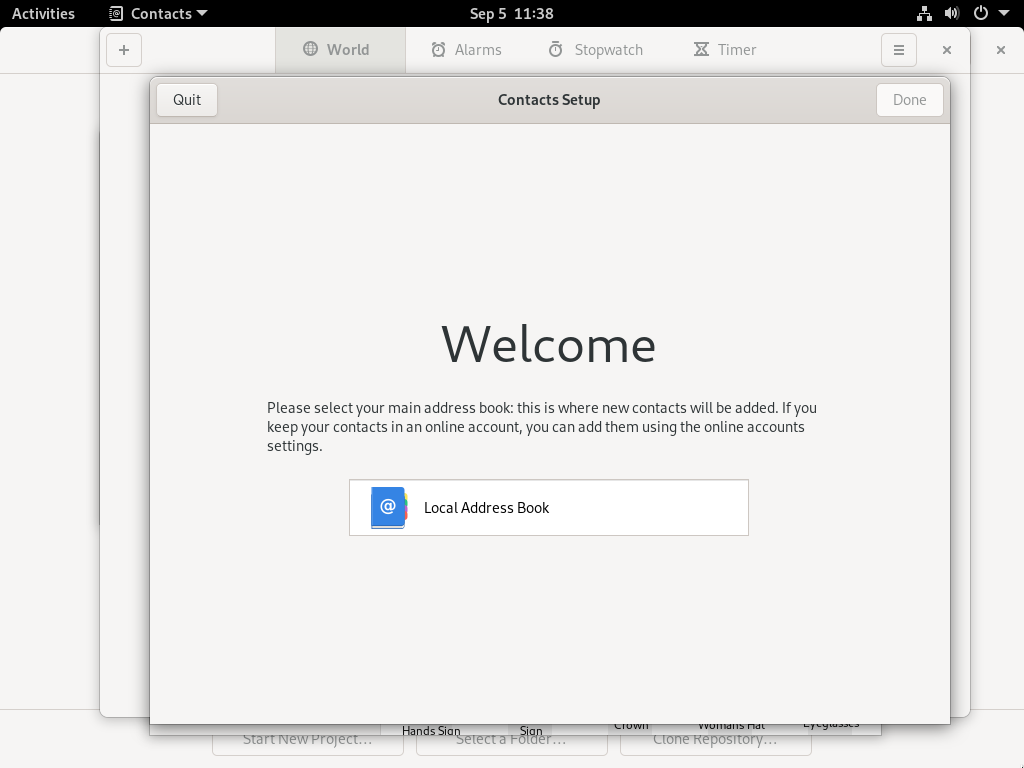 Activities Contacts Sep 5 11:38
World Alarms Stopwatch Timer
Quit Contacts Setup Done
Welcome
Please select your main address book: this is where new contacts will be added. If you
keep your contacts in an online account, you can add them using the online accounts
settings.
@ Local Address Book
Hands Sign Sign Crown Womans Hat Eyeglasses
Start New Project... Select a Folder... Clone Repository...